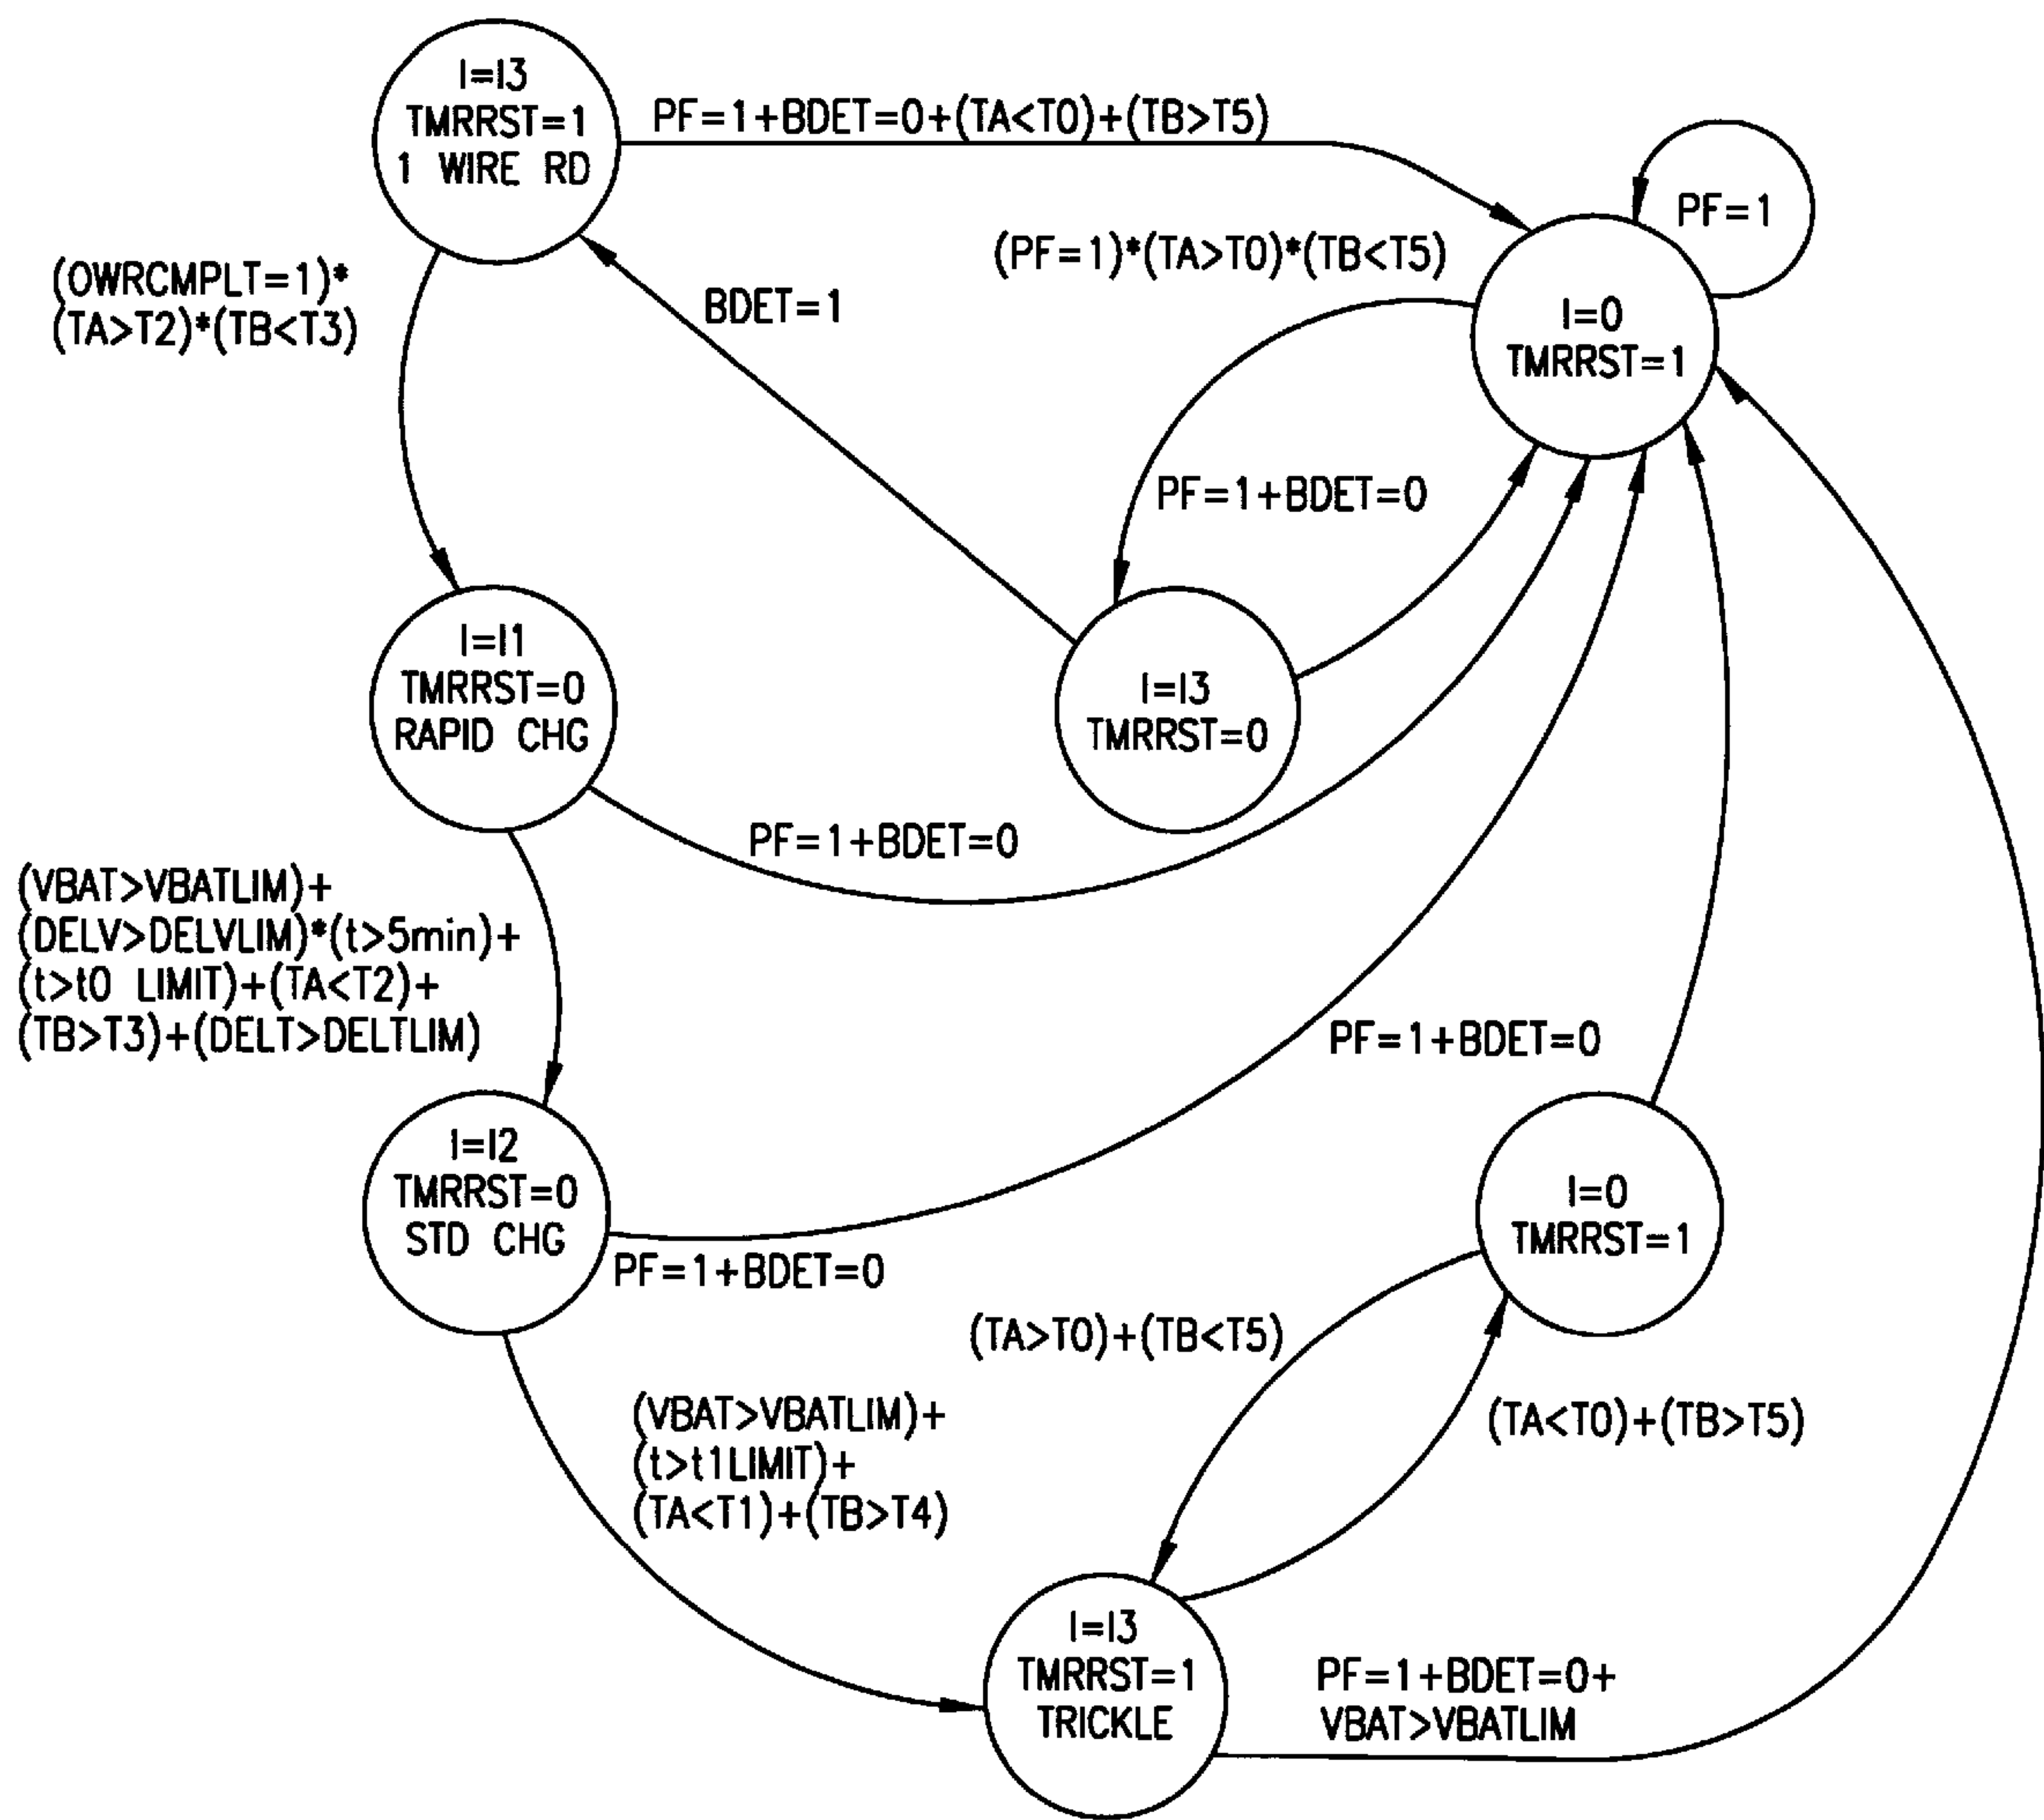 I=I3
TMRRST=1
1 WIRE RD
PF=1+BDET=0+(TA<T0)+(TB>T5)
PF=1
(PF=1)*(TA>T0)*(TB<T5)
(OWRCMPLT=1)*
(TA>T2)*(TB<T3)
BDET=1
I=0
TMRRST=1
PF=1+BDET=0
I=I1
TMRRST=0
RAPID CHG
I=I3
TMRRST=0
PF=1+BDET=0
(VBAT>VBATLIM)+
(DELV>DELVLIM)*(t>5min)+
(t>t0 LIMIT)+(TA<T2)+
(TB>T3)+(DELT>DELTLIM)
PF=1+BDET=0
I=I2
TMRRST=0
STD CHG
PF=1+BDET=0
I=0
TMRRST=1
(TA>T0)+(TB<T5)
(TA<T0)+(TB>T5)
(VBAT>VBATLIM)+
(t>t1LIMIT)+
(TA<T1)+(TB>T4)
I=I3
TMRRST=1
TRICKLE
PF=1+BDET=0+
VBAT>VBATLIM